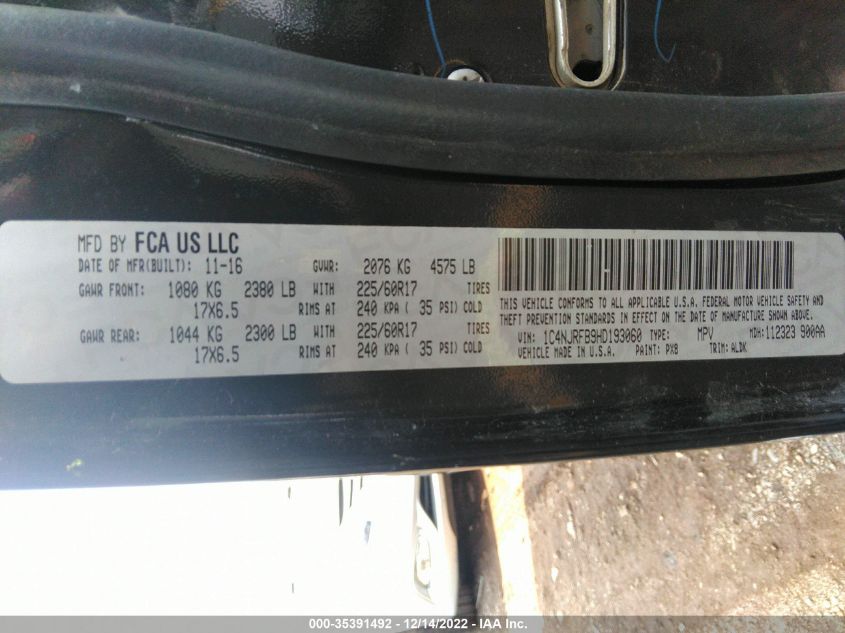 MFD BY FCA US LLC
DATE OF MFR(BUILT): 11-16 GVWR: 2076 KG 4575 LB
GAWR FRONT: 1080 KG 2380 LB WITH 225/60R17 TIRES
17X6.5 RIMS AT 240 KPA ( 35 PSI) COLD
GAWR REAR: 1044 KG 2300 LB WITH 225/60R17 TIRES
17X6.5 RIMS AT 240 KPA ( 35 PSI) COLD
THIS VEHICLE CONFORMS TO ALL APPLICABLE U.S.A. FEDERAL MOTOR VEHICLE SAFETY AND
THEFT PREVENTION STANDARDS IN EFFECT ON THE DATE OF MANUFACTURE SHOWN ABOVE.
VIN: 1C4NJRFB9HD193060 TYPE: MPV MDH: 112323 900AA
VEHICLE MADE IN U.S.A. PAINT: PX8 TRIM: ALDK
000-35391492 - 12/14/2022 - IAA Inc.